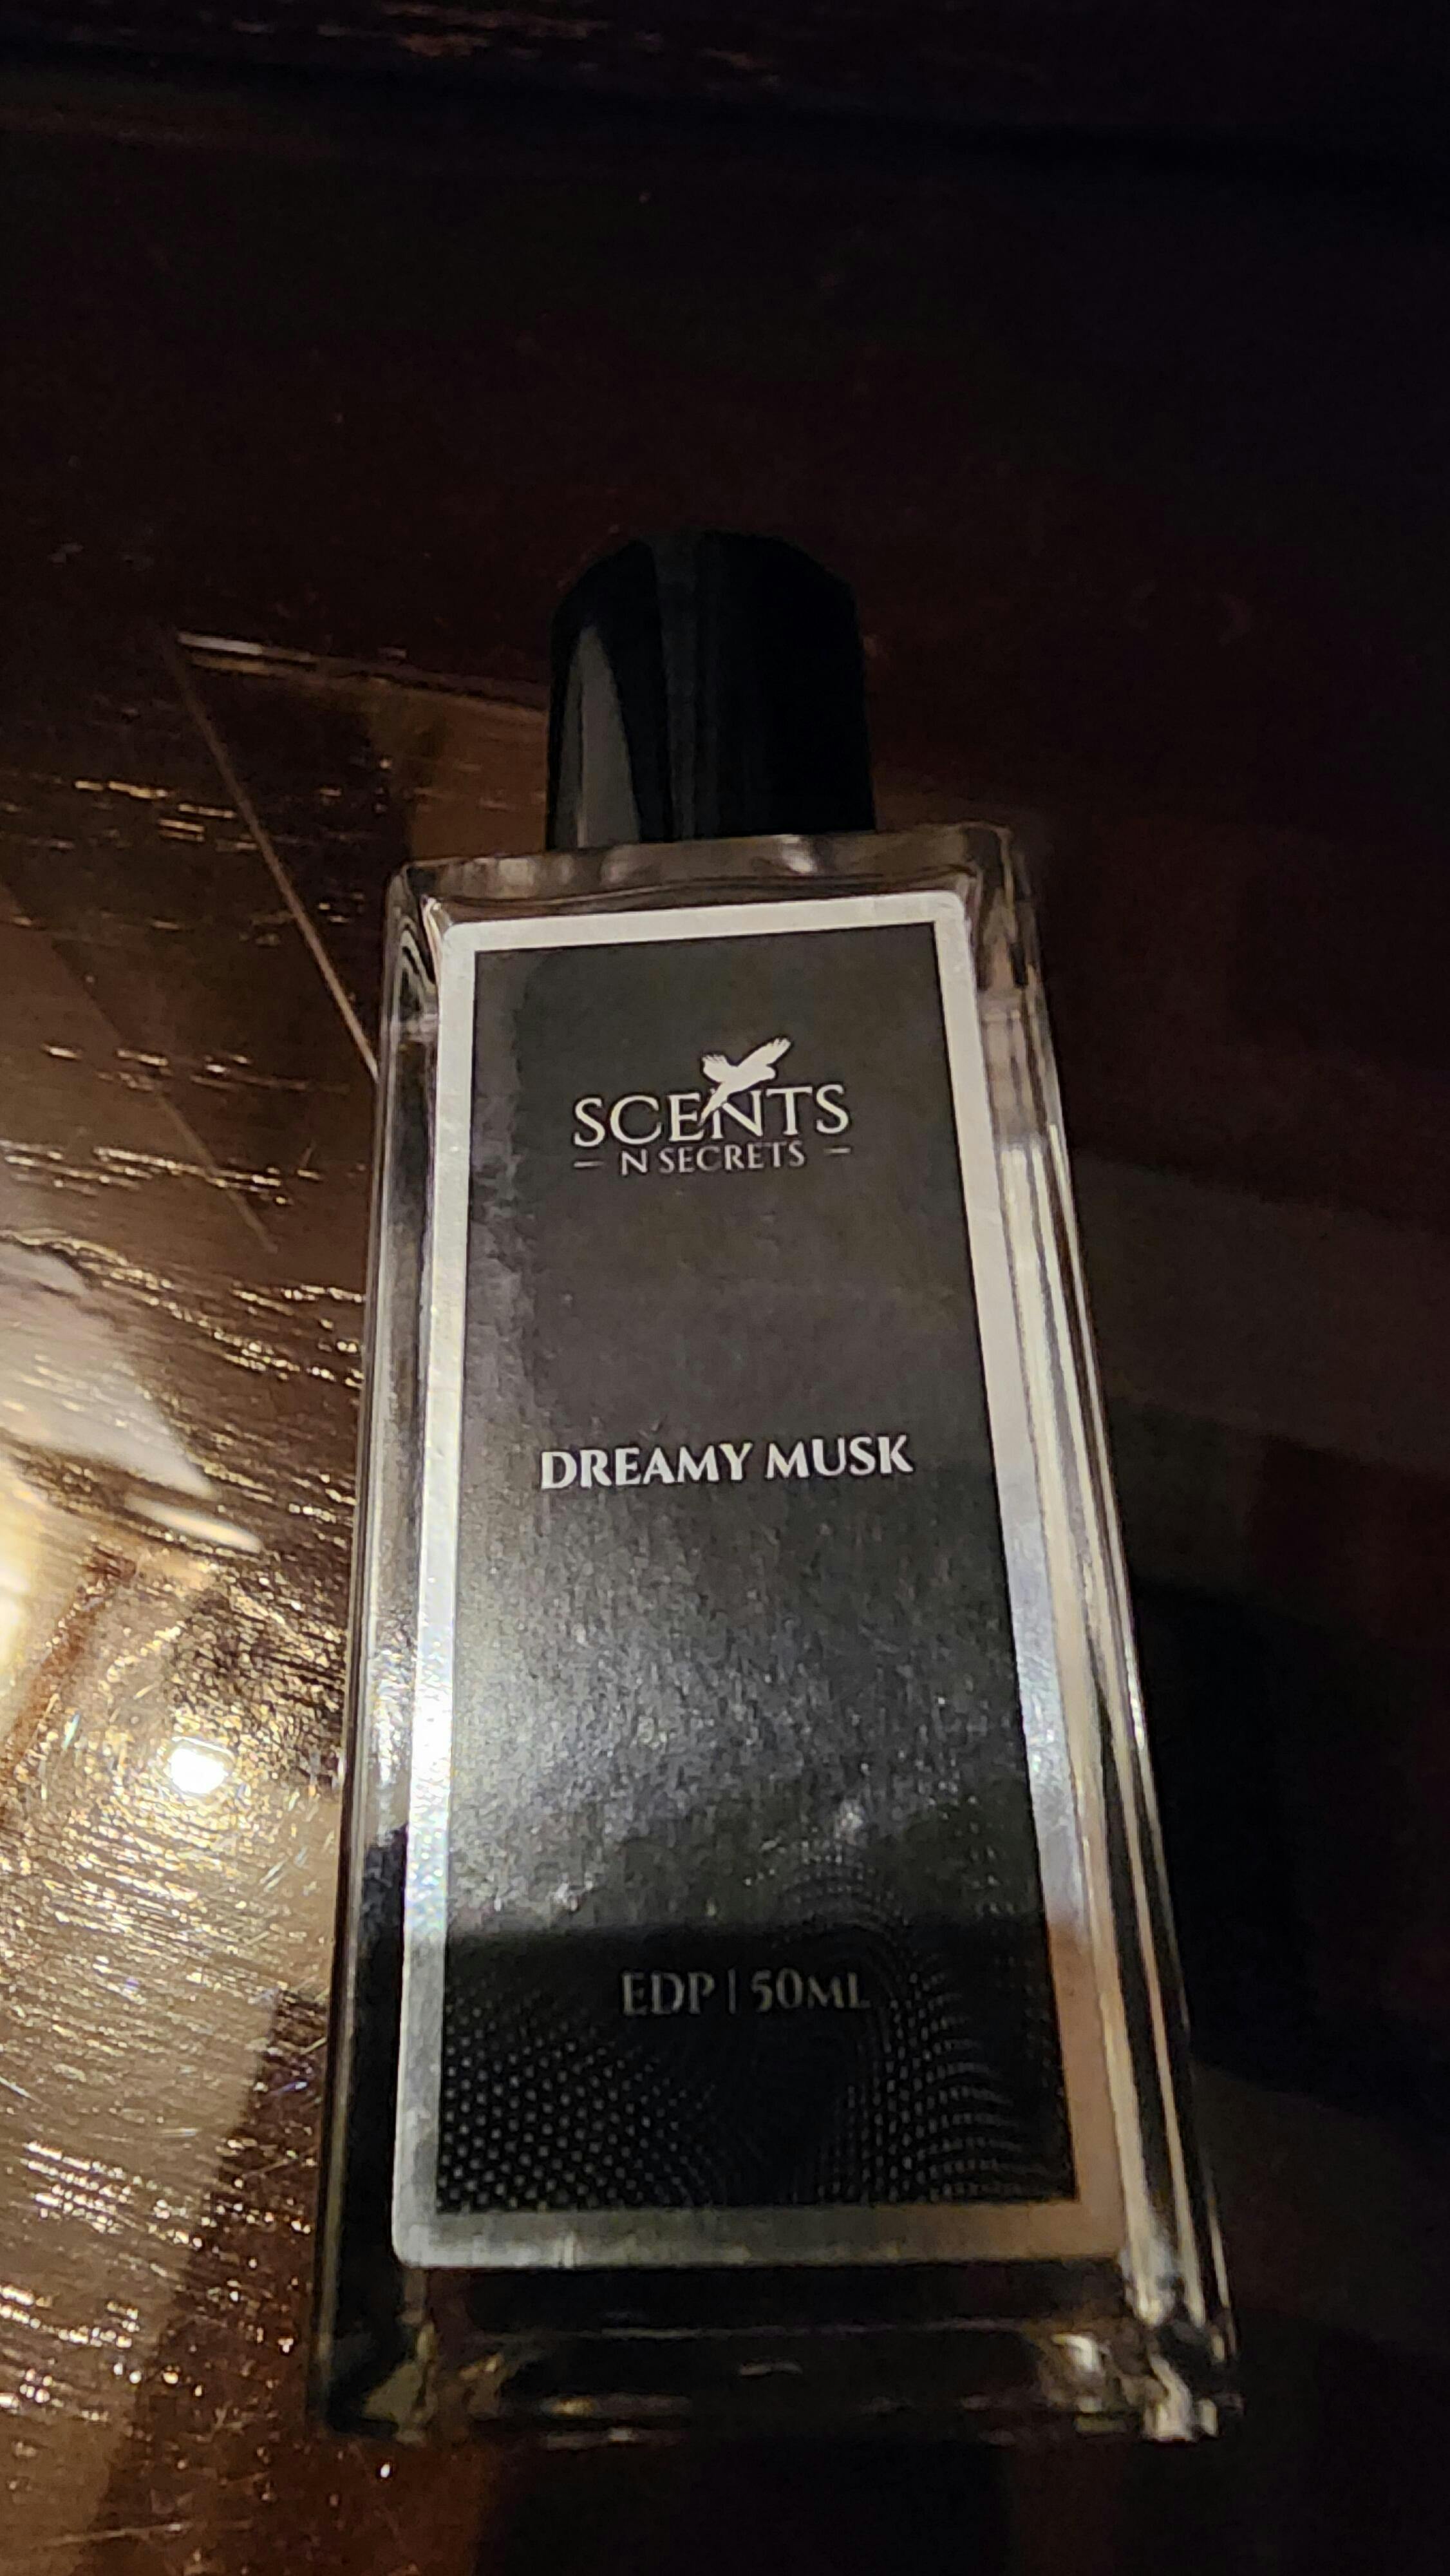 SCENTS
– N SECRETS –
DREAMY MUSK
EDP | 50ML